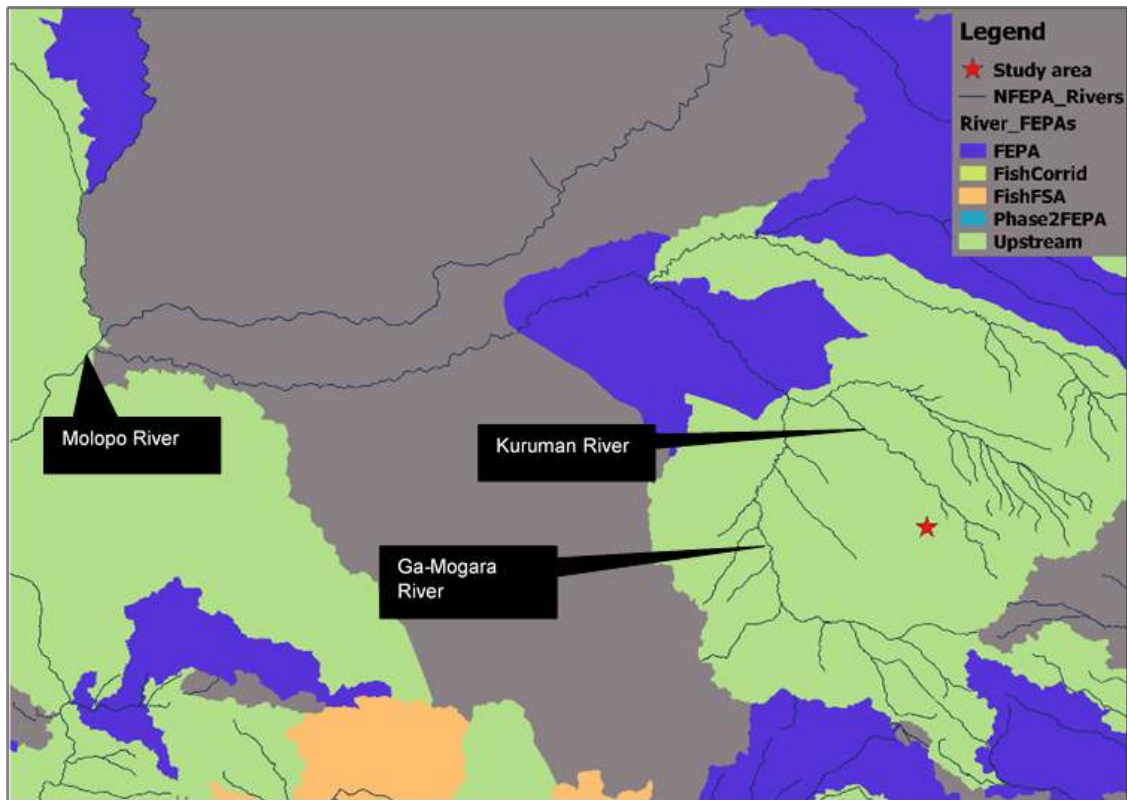 Legend
Study area
NFEPA_Rivers
River_FEPAs
FEPA
FishCorrid
FishFSA
Phase2FEPA
Upstream
Molopo River
Kuruman River
Ga-Mogara
River